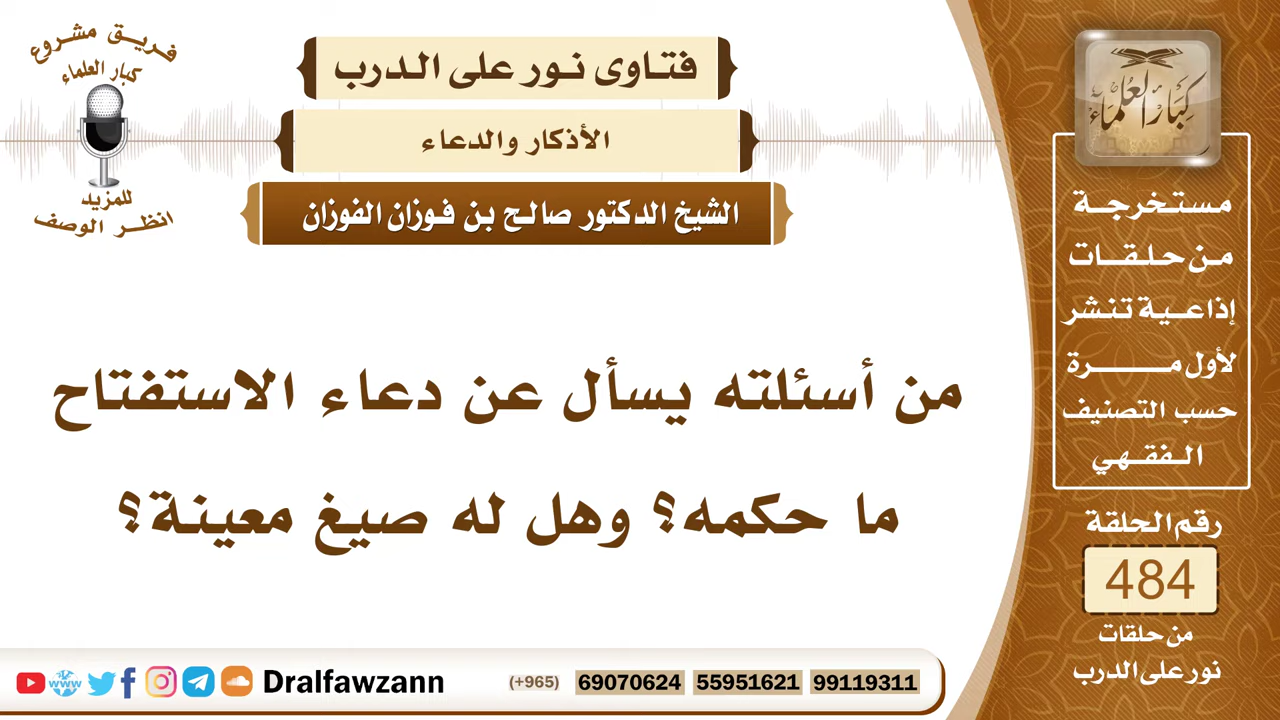 فريق مشروع
كبار العلماء
للمزيد
انظر الوصف
فتاوى نور على الدرب
الأذكار والدعاء
الشيخ الدكتور صالح بن فوزان الفوزان
من أسئلته يسأل عن دعاء الاستفتاح
ما حكمه؟ وهل له صيغ معينة؟
كبار العلماء
مستخرجة
من حلقات
إذاعية تنشر
لأول مرة
حسب التصنيف
الفقهي
رقم الحلقة
484
من حلقات
نور على الدرب
www Dralfawzann (+965) 69070624 55951621 99119311